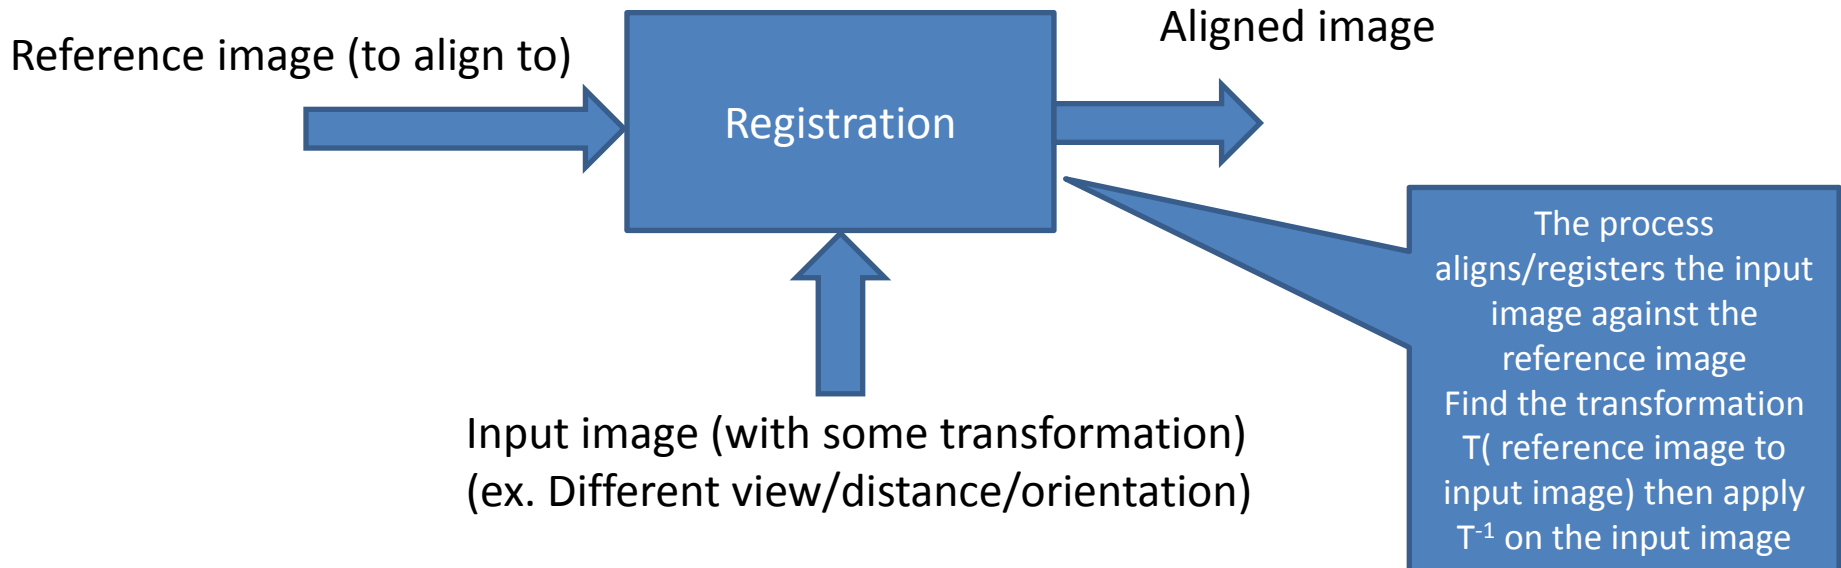 Reference image (to align to)
Registration
Aligned image
Input image (with some transformation)
(ex. Different view/distance/orientation)
The process
aligns/registers the input
image against the
reference image
Find the transformation
T( reference image to
input image) then apply
T⁻¹ on the input image